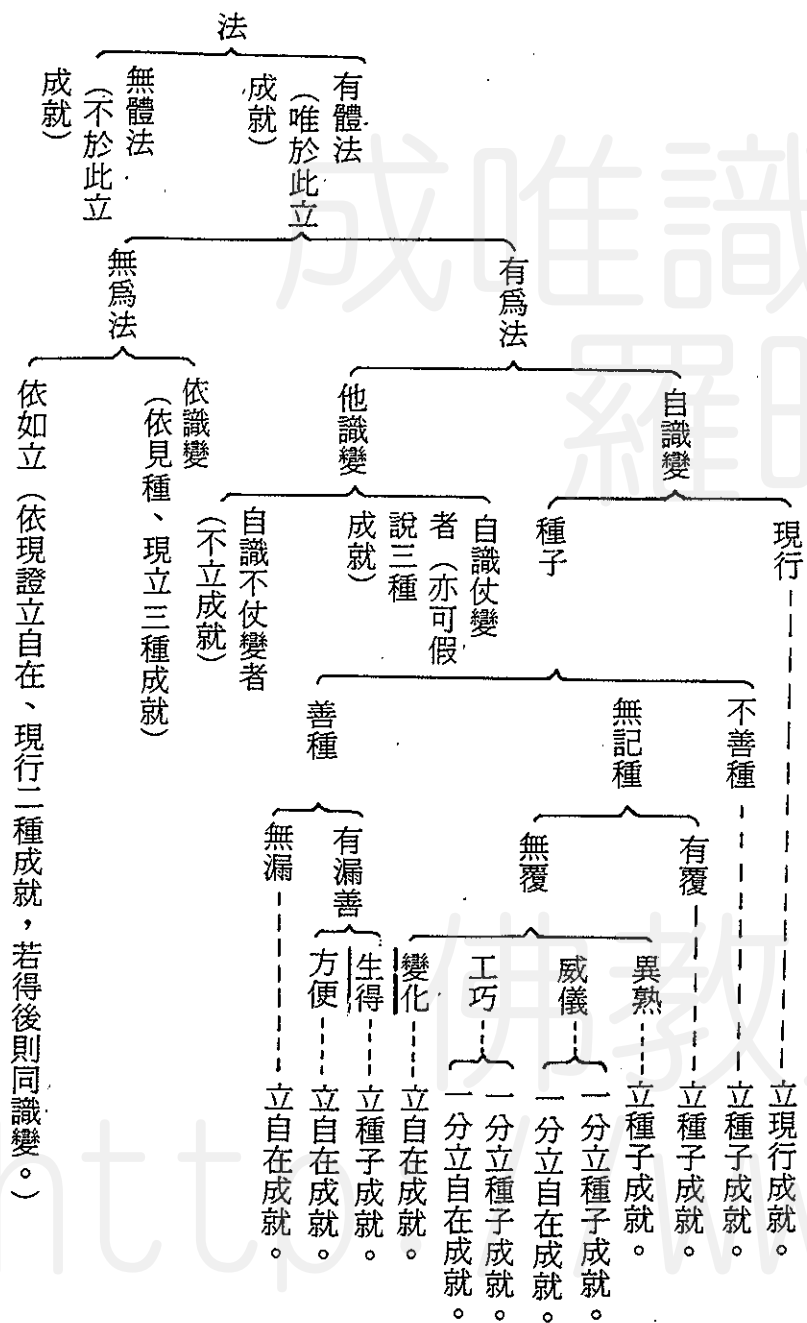 法
有體法
（唯於此立
成就）
無體法
（不於此立
成就）
有爲法
無爲法
自識變
他識變
依識變
（依見種、現立三種成就）
依如立（依現證立自在、現行二種成就，若得後則同識變。）
現行
種子
自識仗變
者（亦可假
說三種
成就）
自識不仗變者
（不立成就）
不善種
無記種
善種
有覆
無覆
有漏善
無漏
異熟
威儀
工巧
變化
生得
方便
立現行成就。
立種子成就。
立種子成就。
立種子成就。
一分立種子成就。
一分立自在成就。
一分立種子成就。
一分立自在成就。
立自在成就。
立種子成就。
立自在成就。
立自在成就。
成唯識
佛教
http://w